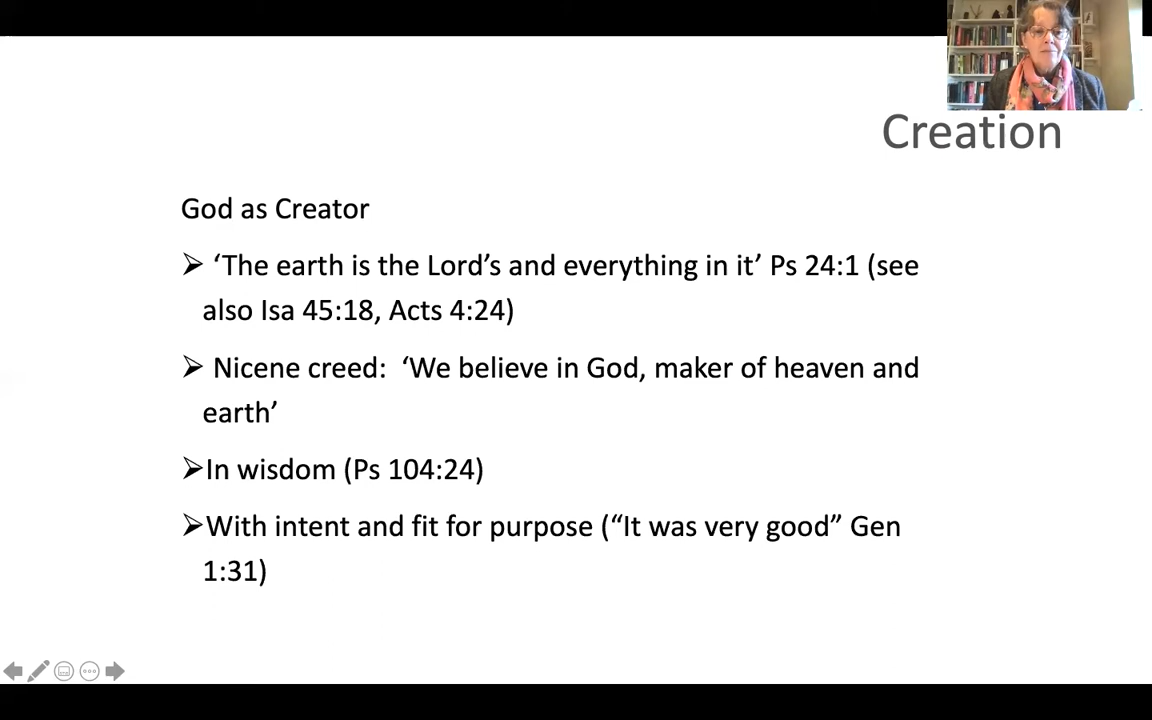 Creation
God as Creator
➢ ‘The earth is the Lord’s and everything in it’ Ps 24:1 (see
also Isa 45:18, Acts 4:24)
➢ Nicene creed:  ‘We believe in God, maker of heaven and
earth’
➢In wisdom (Ps 104:24)
➢With intent and fit for purpose (“It was very good” Gen
1:31)